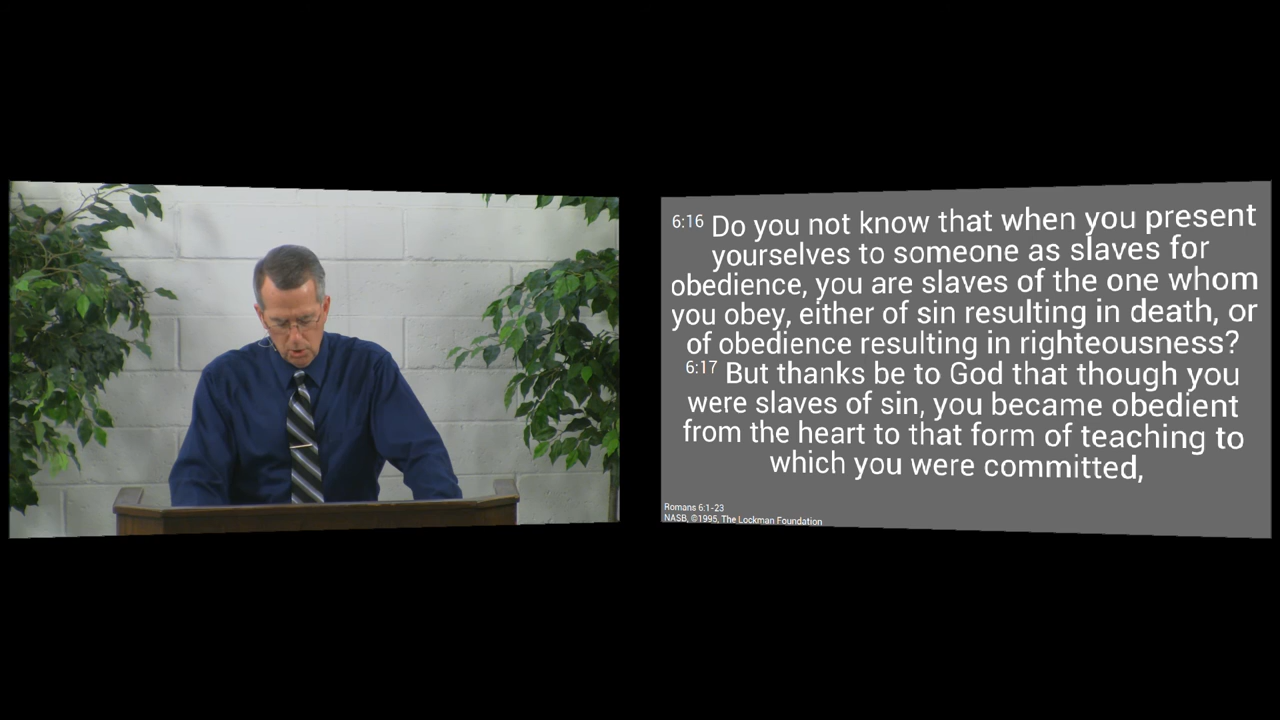 6:16 Do you not know that when you present
yourselves to someone as slaves for
obedience, you are slaves of the one whom
you obey, either of sin resulting in death, or
of obedience resulting in righteousness?
6:17 But thanks be to God that though you
were slaves of sin, you became obedient
from the heart to that form of teaching to
which you were committed,
Romans 6:1-23
NASB, ©1995, The Lockman Foundation